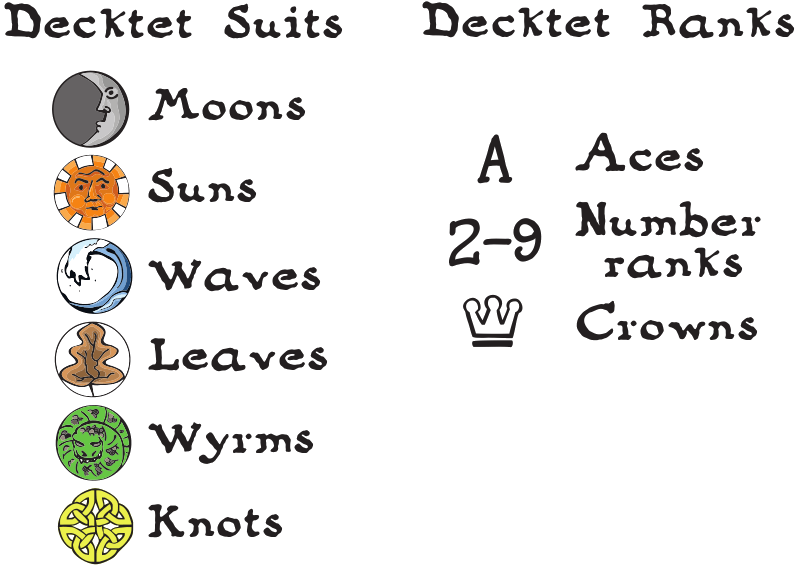 Decktet Suits
Moons
Suns
Waves
Leaves
Wyrms
Knots
Decktet Ranks
A Aces
2-9 Number
ranks
Crowns